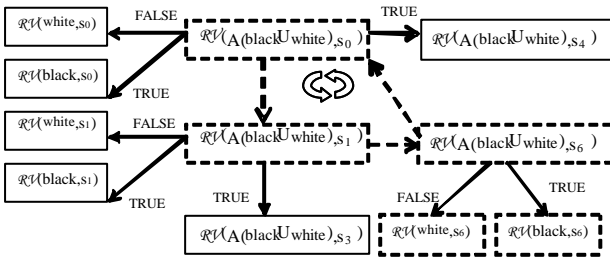 RV(white,s0)
FALSE
RV(A(blackUwhite),s0)
TRUE
RV(A(blackUwhite),s4)
RV(black,s0)
TRUE
RV(white,s1)
FALSE
RV(A(blackUwhite),s1)
RV(A(blackUwhite),s6)
RV(black,s1)
TRUE
TRUE
FALSE
TRUE
RV(A(blackUwhite),s3)
RV(white,s6)
RV(black,s6)